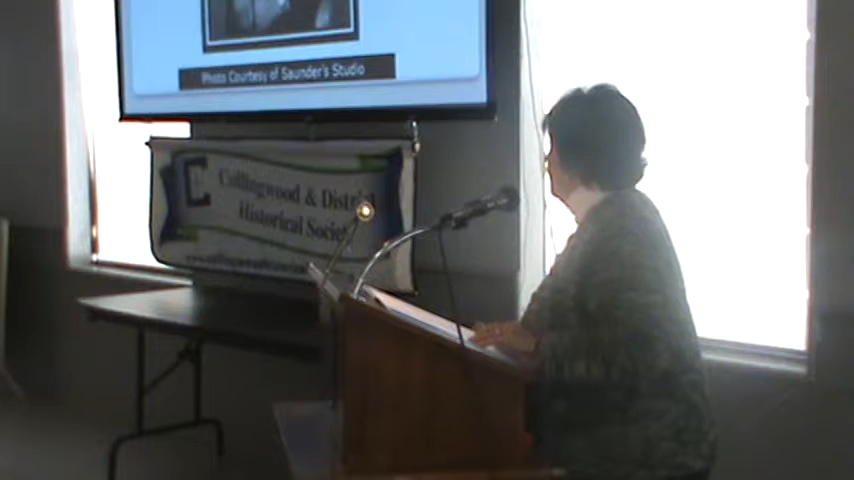 Photo Courtesy of Saunder's Studio
Collingwood & District
Historical Society